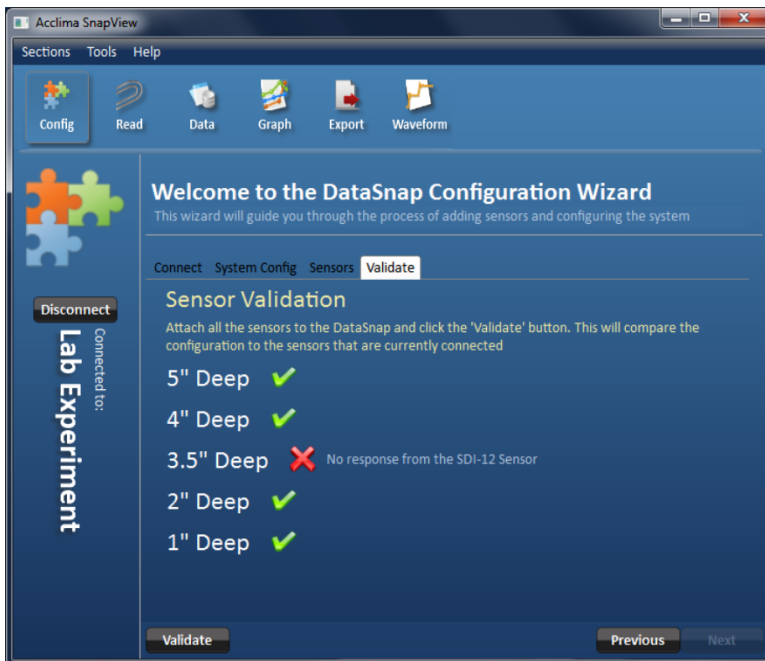 Acclima SnapView
Sections Tools Help
Config Read Data Graph Export Waveform
Welcome to the DataSnap Configuration Wizard
This wizard will guide you through the process of adding sensors and configuring the system
Connect System Config Sensors Validate
Disconnect
Connected to:
Lab Experiment
Sensor Validation
Attach all the sensors to the DataSnap and click the 'Validate' button. This will compare the
configuration to the sensors that are currently connected
5" Deep
4" Deep
3.5" Deep No response from the SDI-12 Sensor
2" Deep
1" Deep
Validate Previous Next